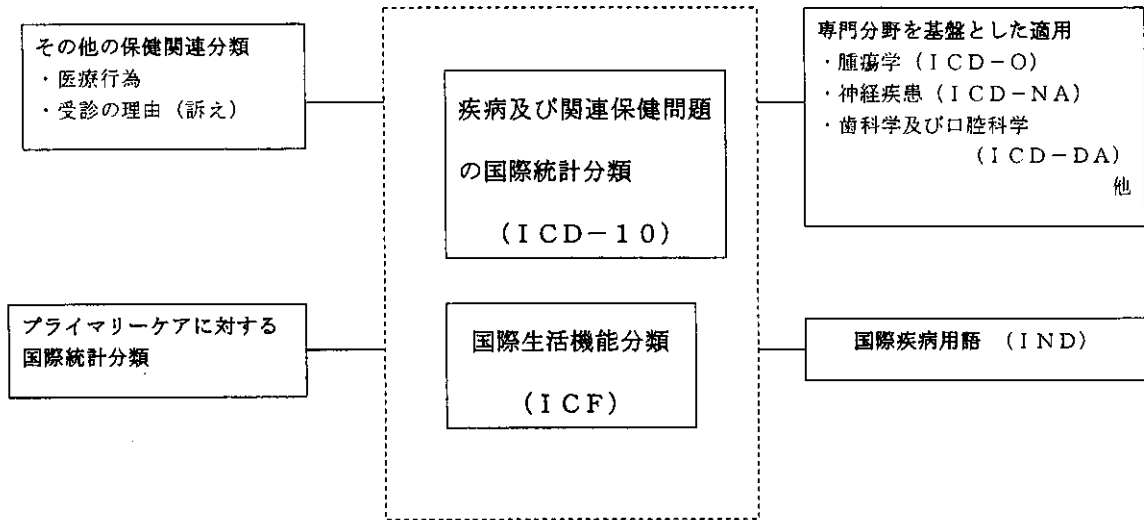 その他の保健関連分類
・医療行為
・受診の理由（訴え）
疾病及び関連保健問題
の国際統計分類
（ＩＣＤ－１０）
専門分野を基盤とした適用
・腫瘍学（ＩＣＤ－Ｏ）
・神経疾患（ＩＣＤ－ＮＡ）
・歯科学及び口腔科学
（ＩＣＤ－ＤＡ）
他
プライマリーケアに対する
国際統計分類
国際生活機能分類
（ＩＣＦ）
国際疾病用語　（ＩＮＤ）